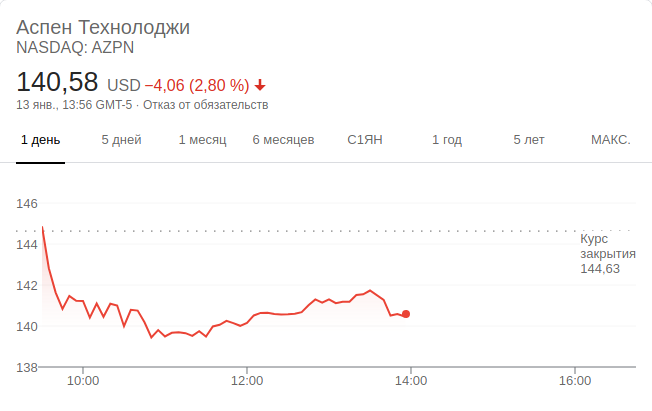 Аспен Технолоджи
NASDAQ: AZPN
140,58 USD −4,06 (2,80 %)
13 янв., 13:56 GMT-5 · Отказ от обязательств
1 день 5 дней 1 месяц 6 месяцев С1ЯН 1 год 5 лет МАКС.
146
144
142
140
138
Курс
закрытия
144,63
10:00 12:00 14:00 16:00